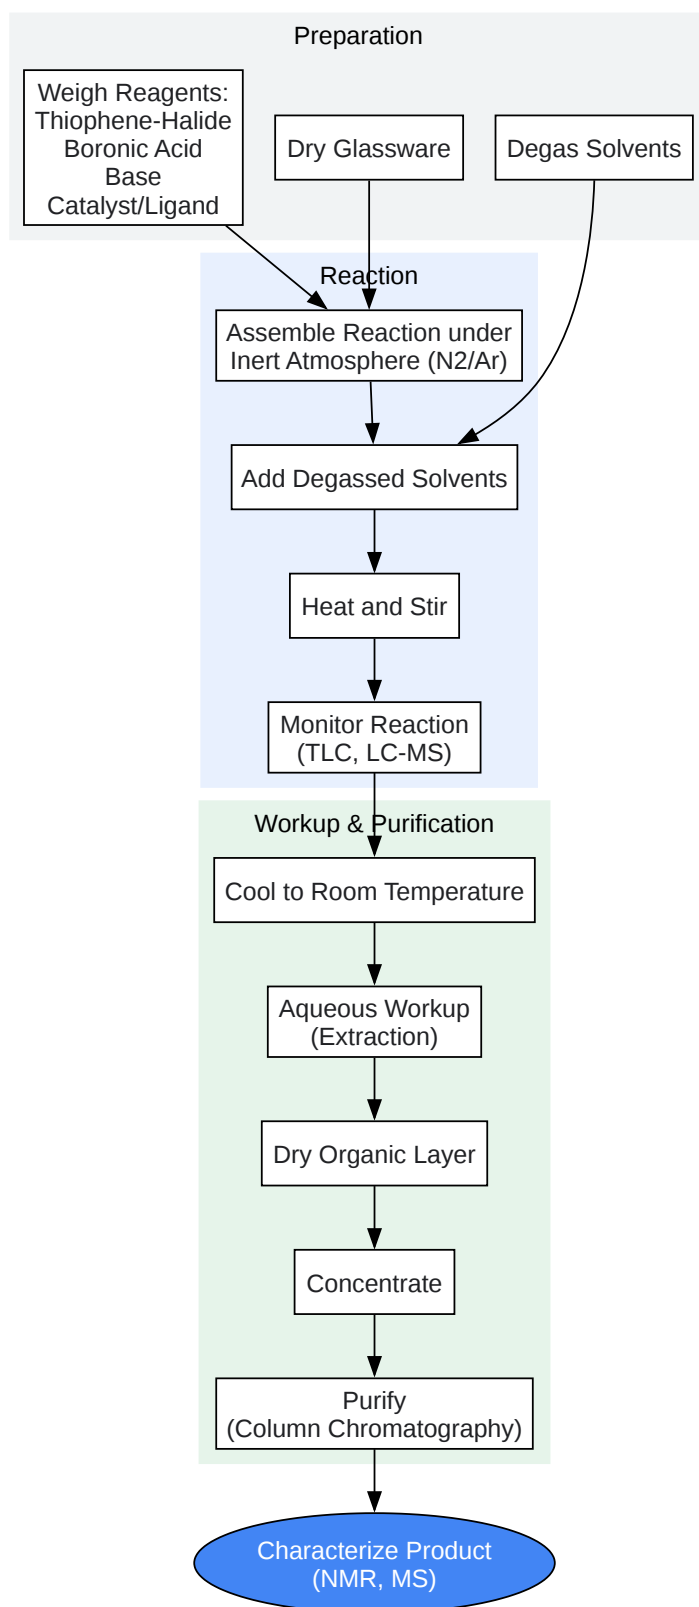 Preparation
Weigh Reagents:
Thiophene-Halide
Boronic Acid
Base
Catalyst/Ligand
Dry Glassware
Degas Solvents
Reaction
Assemble Reaction under
Inert Atmosphere (N2/Ar)
Add Degassed Solvents
Heat and Stir
Monitor Reaction
(TLC, LC-MS)
Workup & Purification
Cool to Room Temperature
Aqueous Workup
(Extraction)
Dry Organic Layer
Concentrate
Purify
(Column Chromatography)
Characterize Product
(NMR, MS)